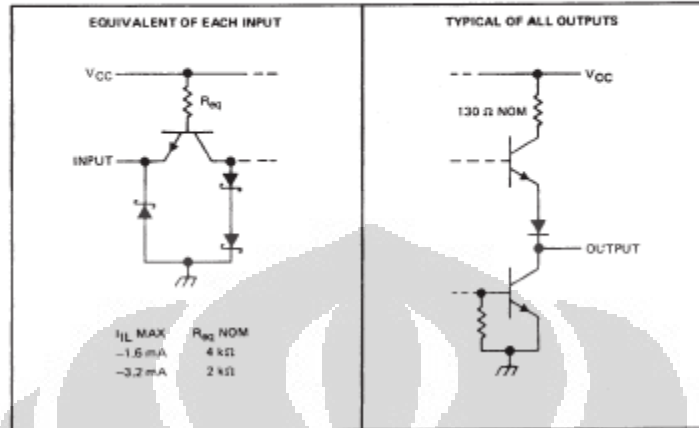 EQUIVALENT OF EACH INPUT
VCC
Req
INPUT
IIL MAX Req NOM
–1.6 mA 4 kΩ
–3.2 mA 2 kΩ
TYPICAL OF ALL OUTPUTS
VCC
130 Ω NOM
OUTPUT